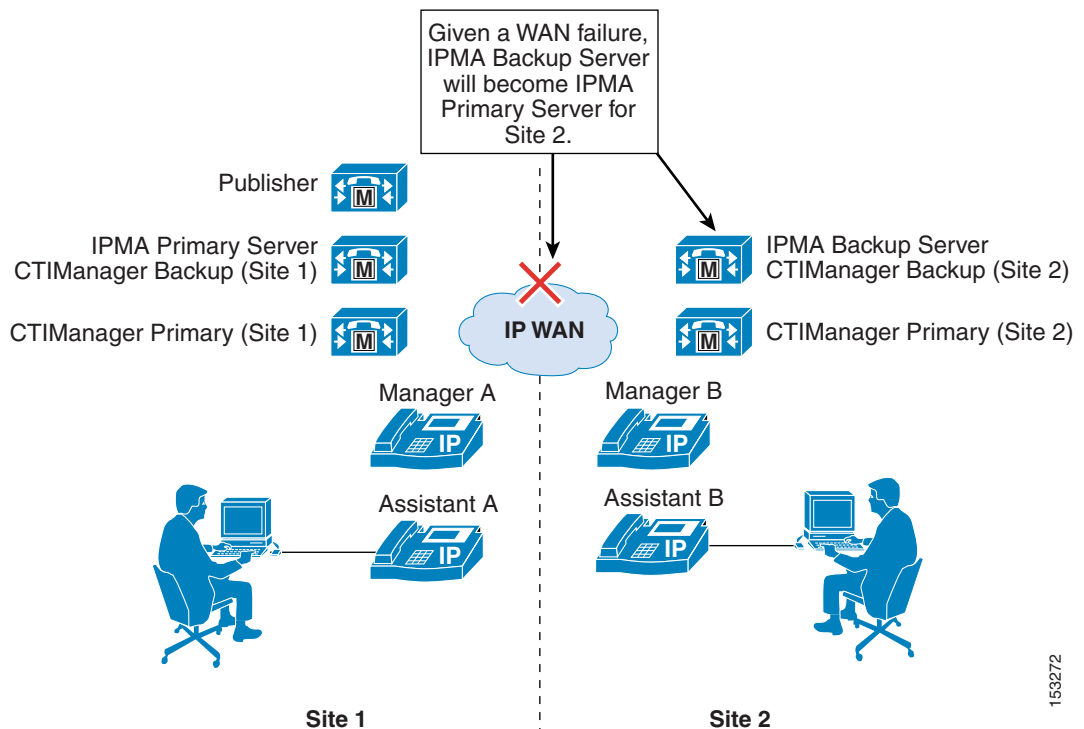 Given a WAN failure,
IPMA Backup Server
will become IPMA
Primary Server for
Site 2.
Publisher
M
IPMA Primary Server
CTIManager Backup (Site 1)
M
M
IPMA Backup Server
CTIManager Backup (Site 2)
CTIManager Primary (Site 1)
M
IP WAN
M
CTIManager Primary (Site 2)
Manager A
IP
Manager B
IP
Assistant A
IP
Assistant B
IP
Site 1
Site 2
153272